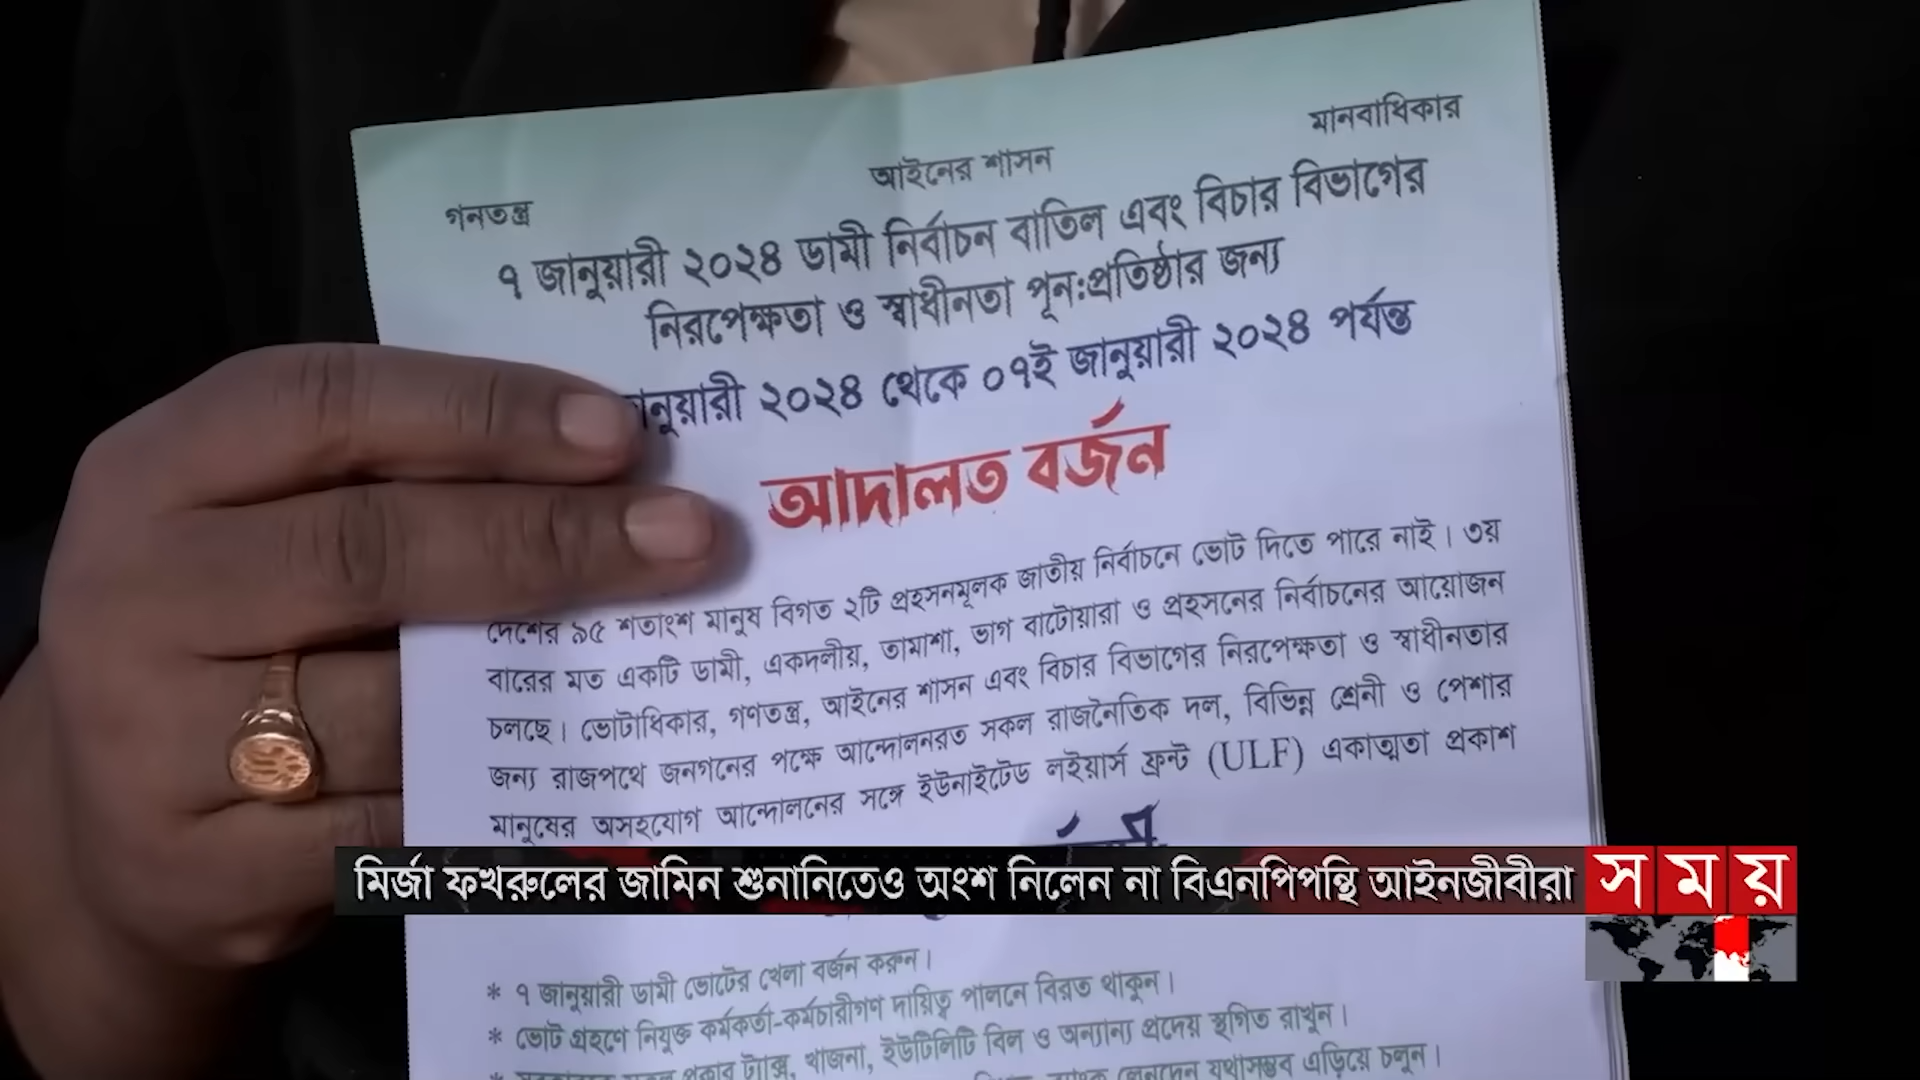 গনতন্ত্র
আইনের শাসন
মানবাধিকার
৭ জানুয়ারী ২০২৪ ডামী নির্বাচন বাতিল এবং বিচার বিভাগের
নিরপেক্ষতা ও স্বাধীনতা পূন:প্রতিষ্ঠার জন্য
২০২৪ থেকে ০৭ই জানুয়ারী ২০২৪ পর্যন্ত
আদালত বর্জন
দেশের ৯৫ শতাংশ মানুষ বিগত ২টি প্রহসনমূলক জাতীয় নির্বাচনে ভোট দিতে পারে নাই। ৩য়
বারের মত একটি ডামী, একদলীয়, তামাশা, ভাগ বাটোয়ারা ও প্রহসনের নির্বাচনের আয়োজন
চলছে। ভোটাধিকার, গণতন্ত্র, আইনের শাসন এবং বিচার বিভাগের নিরপেক্ষতা ও স্বাধীনতার
জন্য রাজপথে জনগনের পক্ষে আন্দোলনরত সকল রাজনৈতিক দল, বিভিন্ন শ্রেনী ও পেশার
মানুষের অসহযোগ আন্দোলনের সঙ্গে ইউনাইটেড লইয়ার্স ফ্রন্ট (ULF) একাত্মতা প্রকাশ
মির্জা ফখরুলের জামিন শুনানিতেও অংশ নিলেন না বিএনপিপন্থি আইনজীবীরা
সময়
* ৭ জানুয়ারী ডামী ভোটের খেলা বর্জন করুন।
* ভোট গ্রহণে নিযুক্ত কর্মকর্তা-কর্মচারীগণ দায়িত্ব পালনে বিরত থাকুন।
* সকল প্রকার ট্যাক্স, খাজনা, ইউটিলিটি বিল ও অন্যান্য প্রদেয় স্থগিত রাখুন।
লেনদেন যথাসম্ভব এড়িয়ে চলুন।